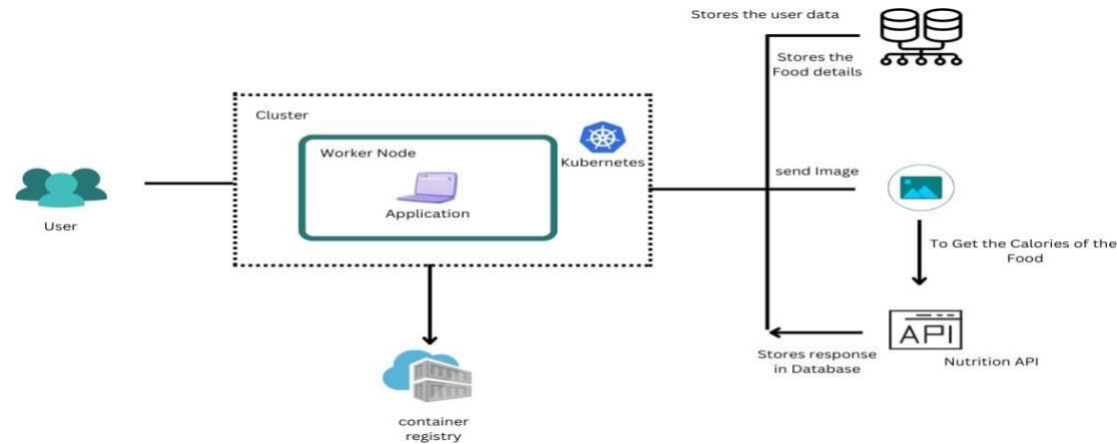 Stores the user data
Stores the
Food details
Cluster
Worker Node
Kubernetes
Application
User
send Image
To Get the Calories of the
Food
API
Nutrition API
Stores response
in Database
container
registry